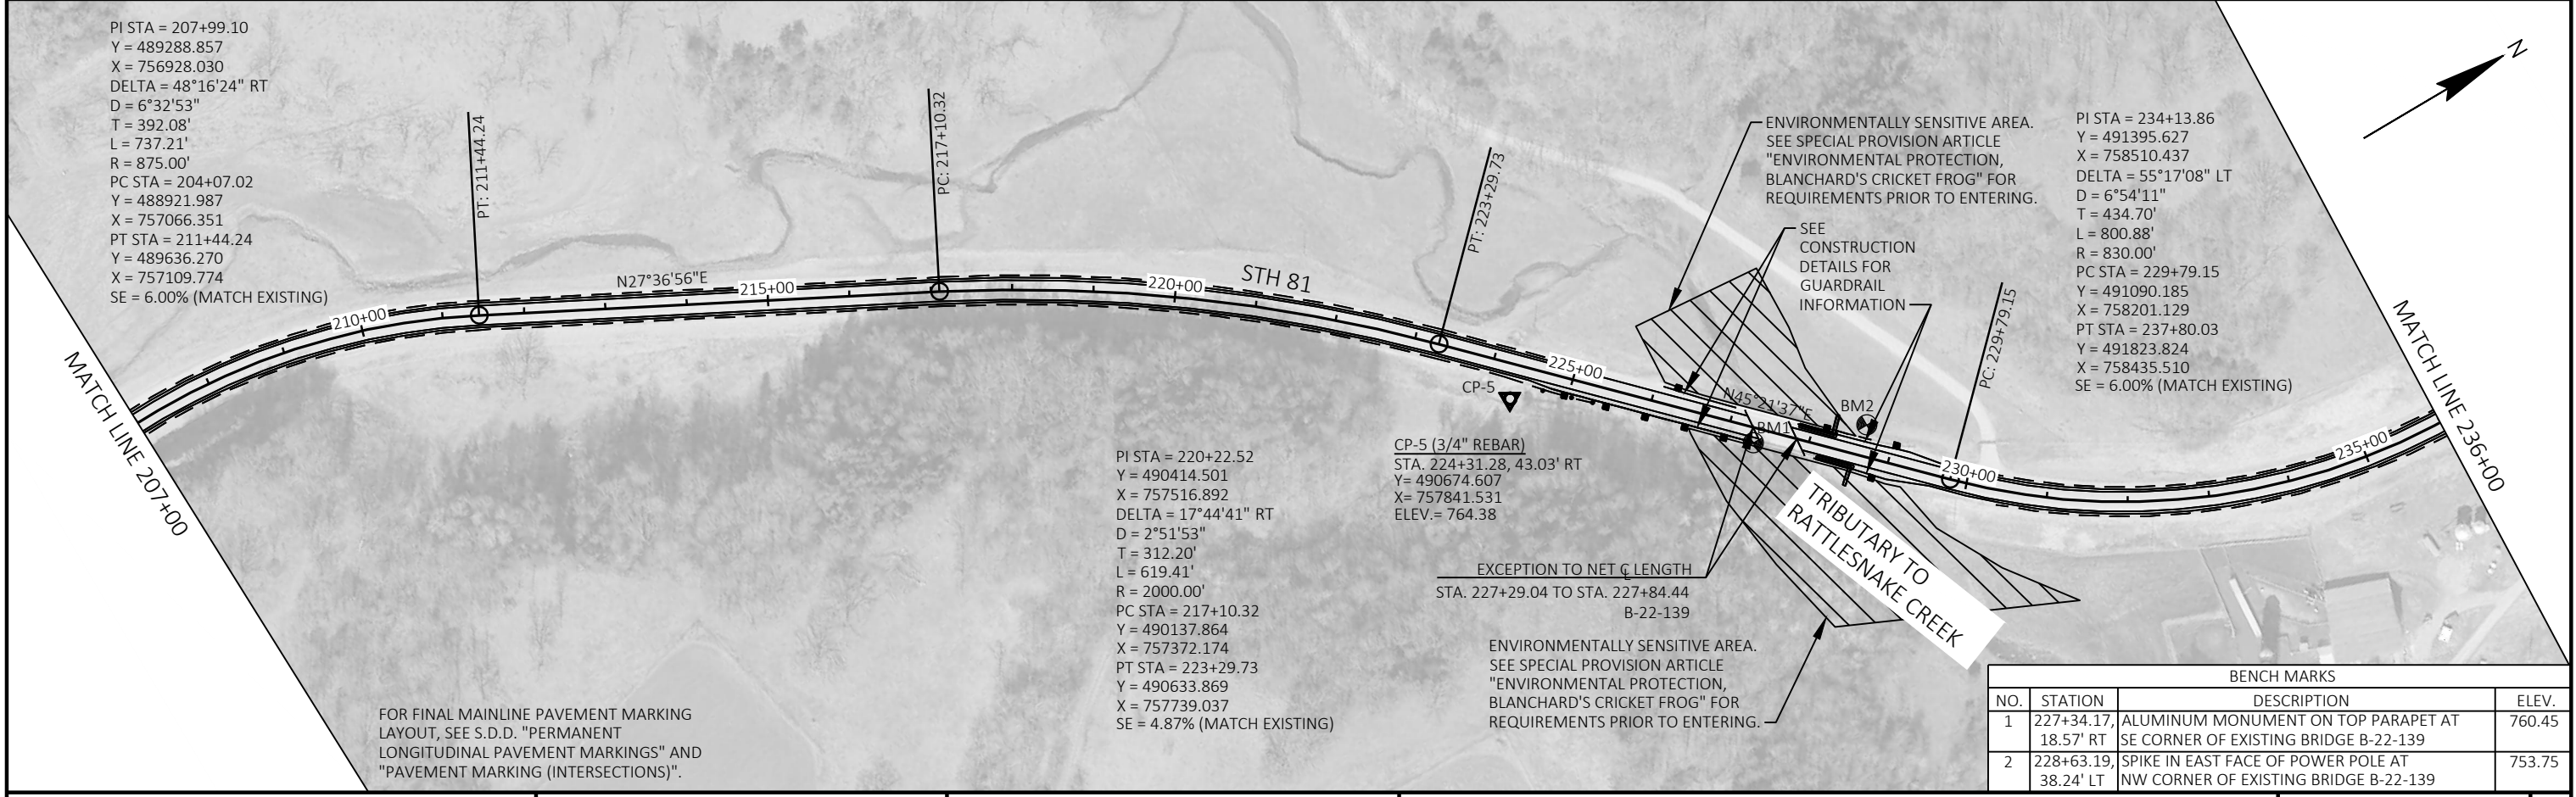 PI STA = 207+99.10
Y = 489288.857
X = 756928.030
DELTA = 48°16'24" RT
D = 6°32'53"
T = 392.08'
L = 737.21'
R = 875.00'
PC STA = 204+07.02
Y = 488921.987
X = 757066.351
PT STA = 211+44.24
Y = 489636.270
X = 757109.774
SE = 6.00% (MATCH EXISTING)
MATCH LINE 207+00
210+00
PT: 211+44.24
N27°36'56"E
215+00
PC: 217+10.32
220+00
STH 81
PT: 223+29.73
225+00
N45°21'37"E
CP-5
BM1
BM2
PC: 229+79.15
230+00
235+00
MATCH LINE 236+00
N
ENVIRONMENTALLY SENSITIVE AREA.
SEE SPECIAL PROVISION ARTICLE
"ENVIRONMENTAL PROTECTION,
BLANCHARD'S CRICKET FROG" FOR
REQUIREMENTS PRIOR TO ENTERING.
SEE
CONSTRUCTION
DETAILS FOR
GUARDRAIL
INFORMATION
PI STA = 234+13.86
Y = 491395.627
X = 758510.437
DELTA = 55°17'08" LT
D = 6°54'11"
T = 434.70'
L = 800.88'
R = 830.00'
PC STA = 229+79.15
Y = 491090.185
X = 758201.129
PT STA = 237+80.03
Y = 491823.824
X = 758435.510
SE = 6.00% (MATCH EXISTING)
PI STA = 220+22.52
Y = 490414.501
X = 757516.892
DELTA = 17°44'41" RT
D = 2°51'53"
T = 312.20'
L = 619.41'
R = 2000.00'
PC STA = 217+10.32
Y = 490137.864
X = 757372.174
PT STA = 223+29.73
Y = 490633.869
X = 757739.037
SE = 4.87% (MATCH EXISTING)
CP-5 (3/4" REBAR)
STA. 224+31.28, 43.03' RT
Y= 490674.607
X= 757841.531
ELEV.= 764.38
EXCEPTION TO NET ℄ LENGTH
STA. 227+29.04 TO STA. 227+84.44
B-22-139
ENVIRONMENTALLY SENSITIVE AREA.
SEE SPECIAL PROVISION ARTICLE
"ENVIRONMENTAL PROTECTION,
BLANCHARD'S CRICKET FROG" FOR
REQUIREMENTS PRIOR TO ENTERING.
TRIBUTARY TO
RATTLESNAKE CREEK
FOR FINAL MAINLINE PAVEMENT MARKING
LAYOUT, SEE S.D.D. "PERMANENT
LONGITUDINAL PAVEMENT MARKINGS" AND
"PAVEMENT MARKING (INTERSECTIONS)".
BENCH MARKS
NO. STATION DESCRIPTION ELEV.
1 227+34.17, ALUMINUM MONUMENT ON TOP PARAPET AT 760.45
18.57' RT SE CORNER OF EXISTING BRIDGE B-22-139
2 228+63.19, SPIKE IN EAST FACE OF POWER POLE AT 753.75
38.24' LT NW CORNER OF EXISTING BRIDGE B-22-139